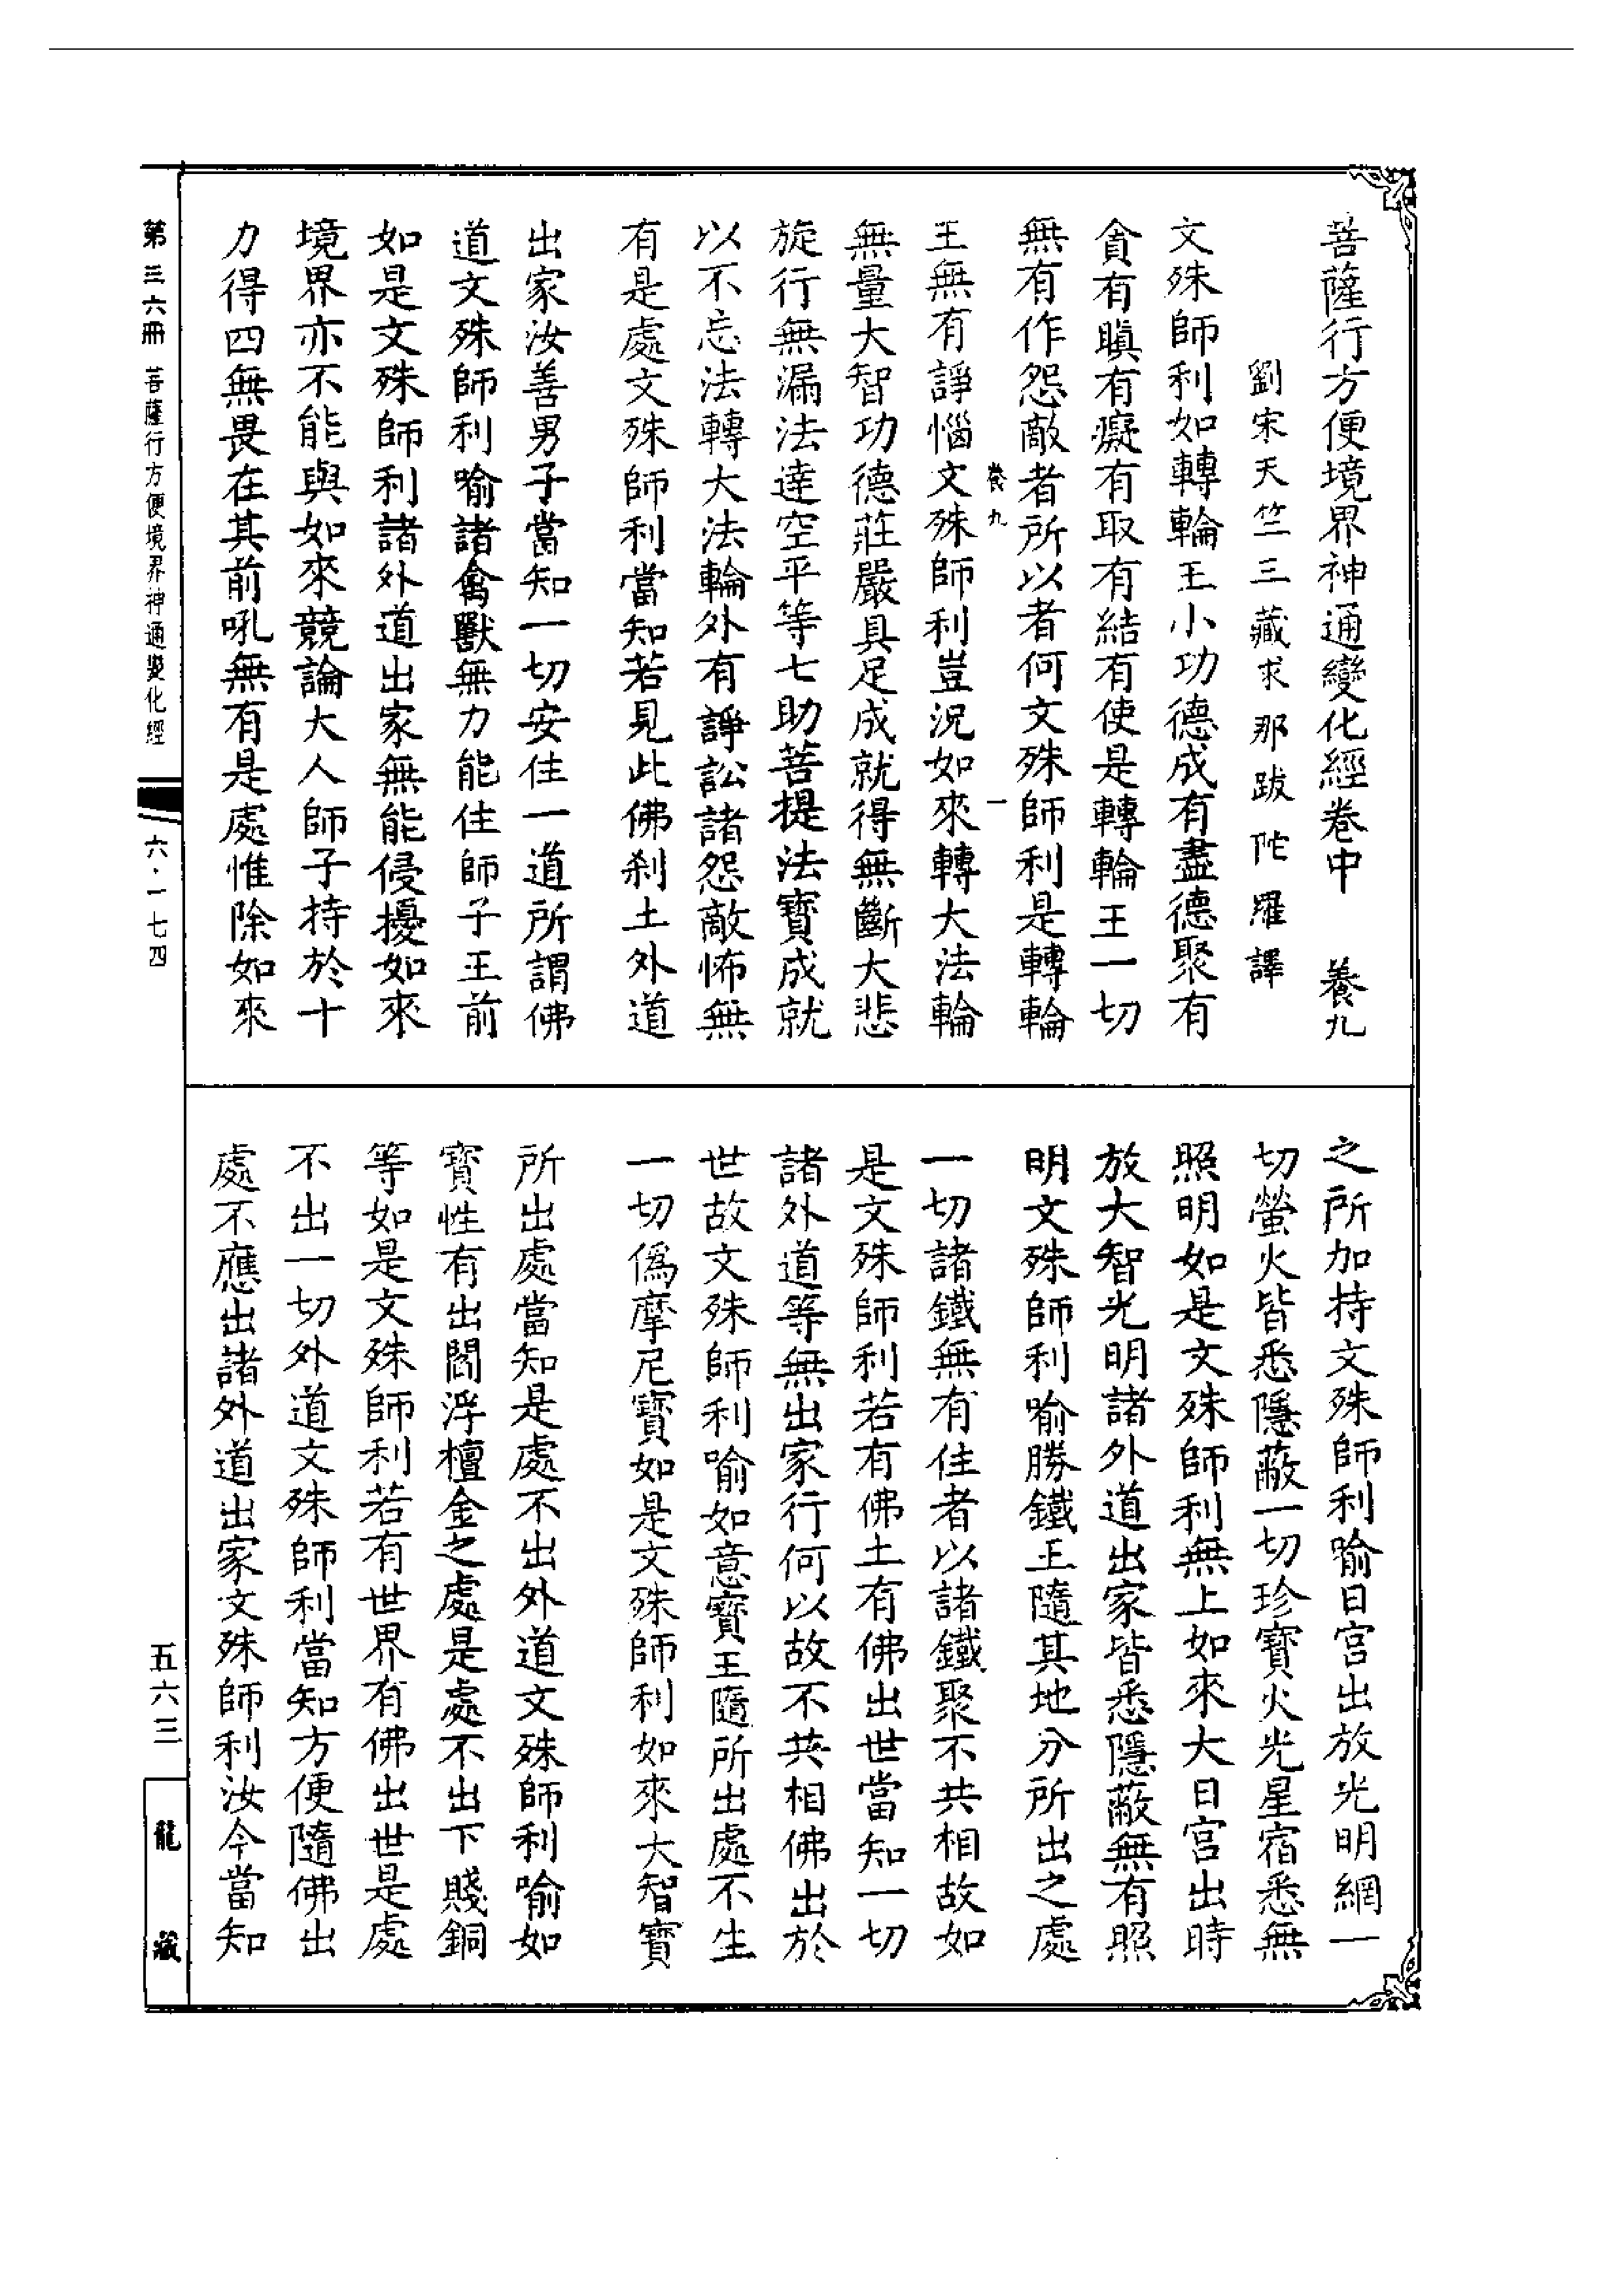 菩薩行方便境界神通變化經卷中　養九
劉宋天竺三藏求那跋陀羅譯
文殊師利如轉輪王小功德成有盡德聚有
貪有瞋有癡有取有結有使是轉輪王一切
無有作怨敵者所以者何文殊師利是轉輪
養九　一
王無有諍惱文殊師利豈況如來轉大法輪
無量大智功德莊嚴具足成就得無斷大悲
旋行無漏法達空平等七助菩提法寶成就
以不忘法轉大法輪外有諍訟諸怨敵怖無
有是處文殊師利當知若見此佛刹土外道
出家汝善男子當知一切安住一道所謂佛
道文殊師利喻諸禽獸無力能住師子王前
如是文殊師利諸外道出家無能侵擾如來
境界亦不能與如來競論大人師子持於十
力得四無畏在其前吼無有是處惟除如來
之所加持文殊師利喻日宮出放光明網一
切螢火皆悉隱蔽一切珍寶火光星宿悉無
照明如是文殊師利無上如來大日宮出時
放大智光明諸外道出家皆悉隱蔽無有照
明文殊師利喻勝鐵王隨其地分所出之處
一切諸鐵無有住者以諸鐵聚不共相故如
是文殊師利若有佛土有佛出世當知一切
諸外道等無出家行何以故不共相佛出於
世故文殊師利喻如意寶王隨所出處不生
一切偽摩尼寶如是文殊師利如來大智寶
所出處當知是處不出外道文殊師利喻如
寶性有出閻浮檀金之處是處不出下賤銅
等如是文殊師利若有世界有佛出世是處
不出一切外道文殊師利當知方便隨佛出
處不應出諸外道出家文殊師利汝今當知
第三六冊　菩薩行方便境界神通變化經
六·一七四
五六三
龍藏